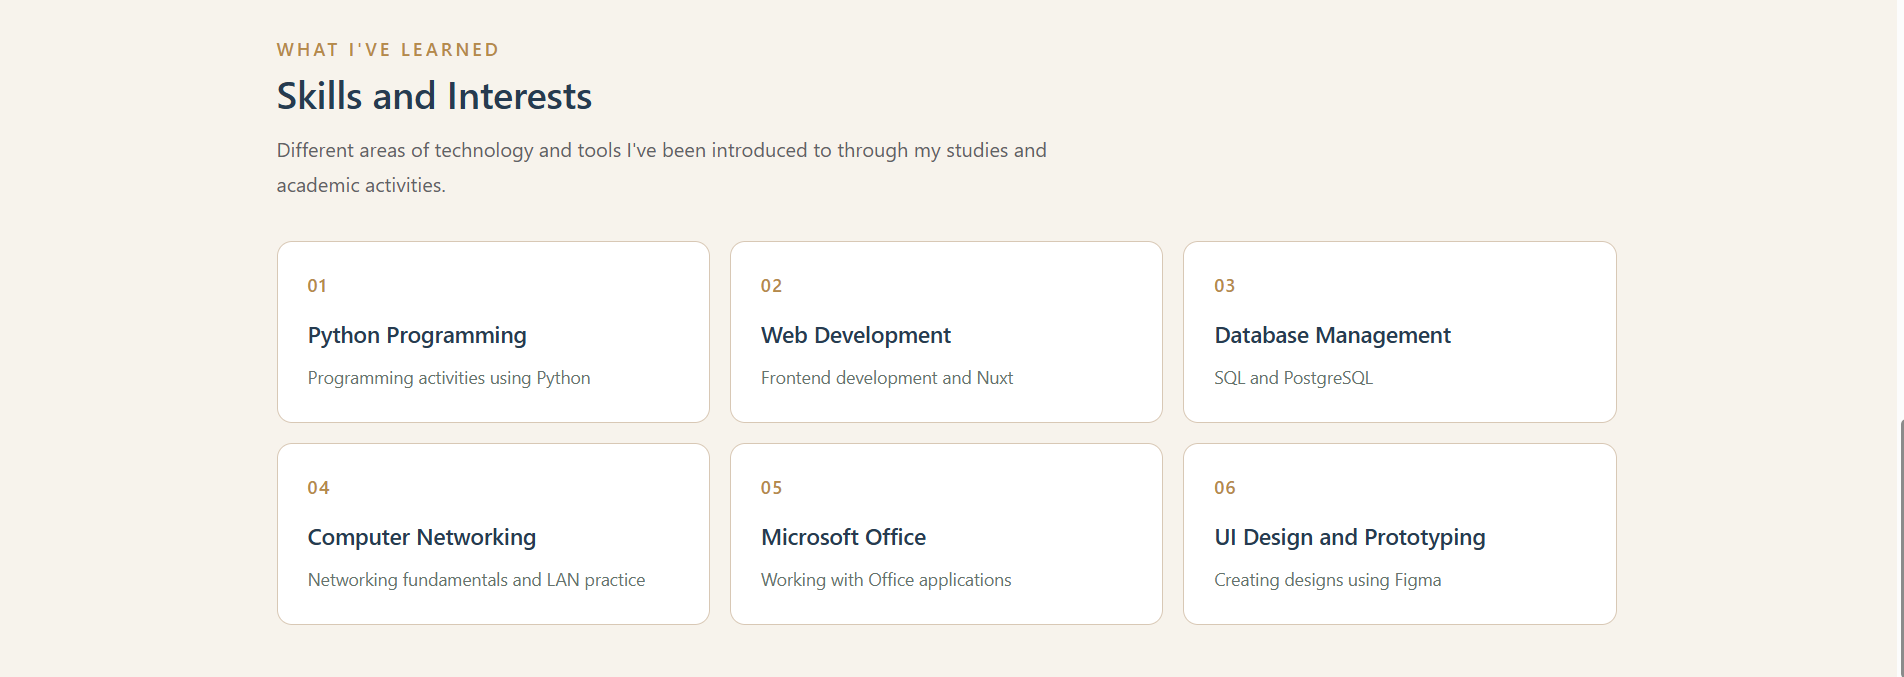 WHAT I'VE LEARNED
Skills and Interests
Different areas of technology and tools I've been introduced to through my studies and
academic activities.
01
Python Programming
Programming activities using Python
02
Web Development
Frontend development and Nuxt
03
Database Management
SQL and PostgreSQL
04
Computer Networking
Networking fundamentals and LAN practice
05
Microsoft Office
Working with Office applications
06
UI Design and Prototyping
Creating designs using Figma